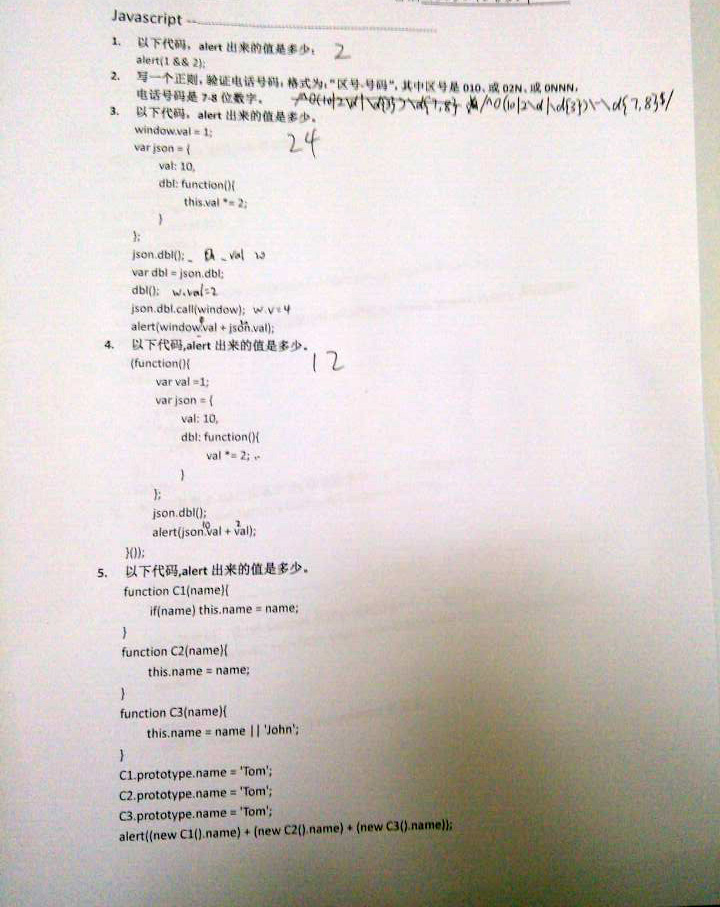 Javascript
1. 以下代码，alert 出来的值是多少： 2
alert(1 && 2);
2. 写一个正则，验证电话号码，格式为："区号-号码"，其中区号是 010、或 02N、或 0NNN，
电话号码是 7-8 位数字。 /^0(10|2\d|\d{3})\-\d{7,8}$/
3. 以下代码，alert 出来的值是多少。
window.val = 1; 24
var json = {
val: 10,
dbl: function(){
this.val *= 2;
}
};
json.dbl(); val 20
var dbl = json.dbl;
dbl(); w.val=2
json.dbl.call(window); w.v=4
alert(window.val + json.val);
4. 以下代码,alert 出来的值是多少。
(function(){ 12
var val =1;
var json = {
val: 10,
dbl: function(){
val *= 2;
}
};
json.dbl();
10 2
alert(json.val + val);
}());
5. 以下代码,alert 出来的值是多少。
function C1(name){
if(name) this.name = name;
}
function C2(name){
this.name = name;
}
function C3(name){
this.name = name || 'John';
}
C1.prototype.name = 'Tom';
C2.prototype.name = 'Tom';
C3.prototype.name = 'Tom';
alert((new C1().name) + (new C2().name) + (new C3().name));